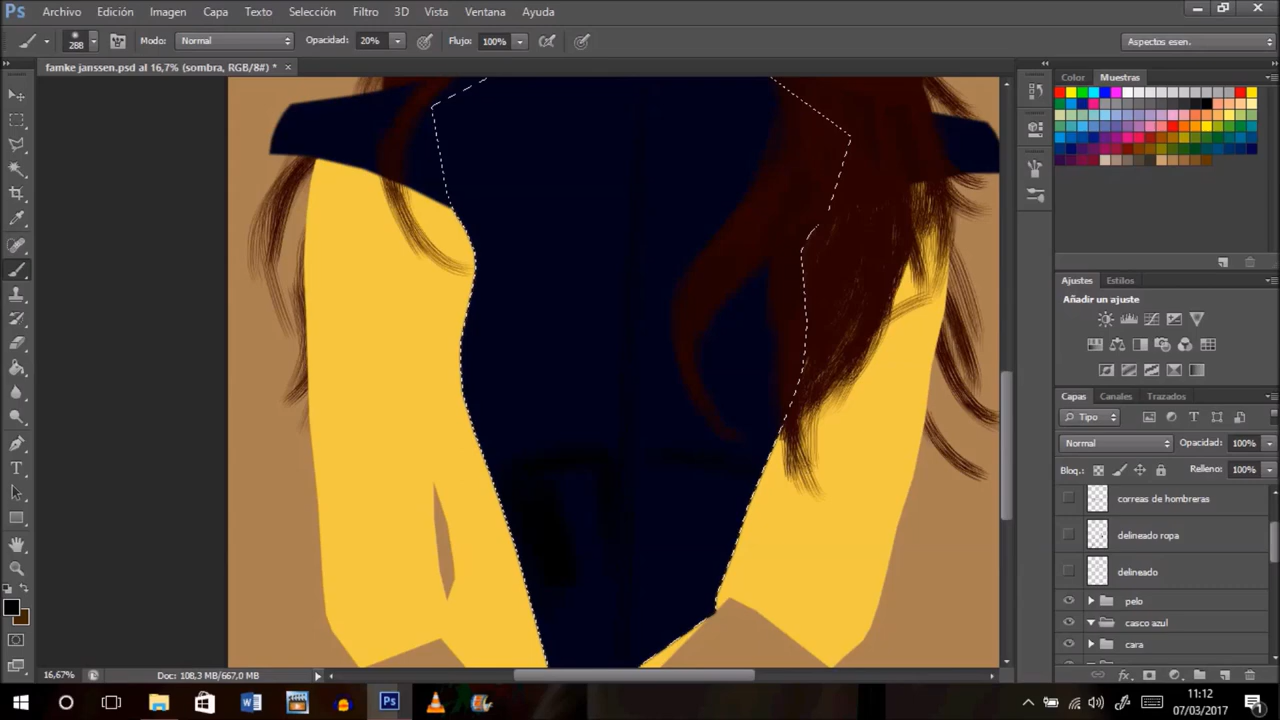 Ps Archivo Edición Imagen Capa Texto Selección Filtro 3D Vista Ventana Ayuda
288 Modo: Normal Opacidad: 20% Flujo: 100% Aspectos esen.
famke janssen.psd al 16,7% (sombra, RGB/8#) * ×
Color Muestras
Ajustes Estilos
Añadir un ajuste
Capas Canales Trazados
Tipo
Normal Opacidad: 100%
Bloq.: Relleno: 100%
correas de hombreras
delineado ropa
delineado
pelo
casco azul
cara
16,67% Doc: 108,3 MB/667,0 MB
Ps
11:12
07/03/2017